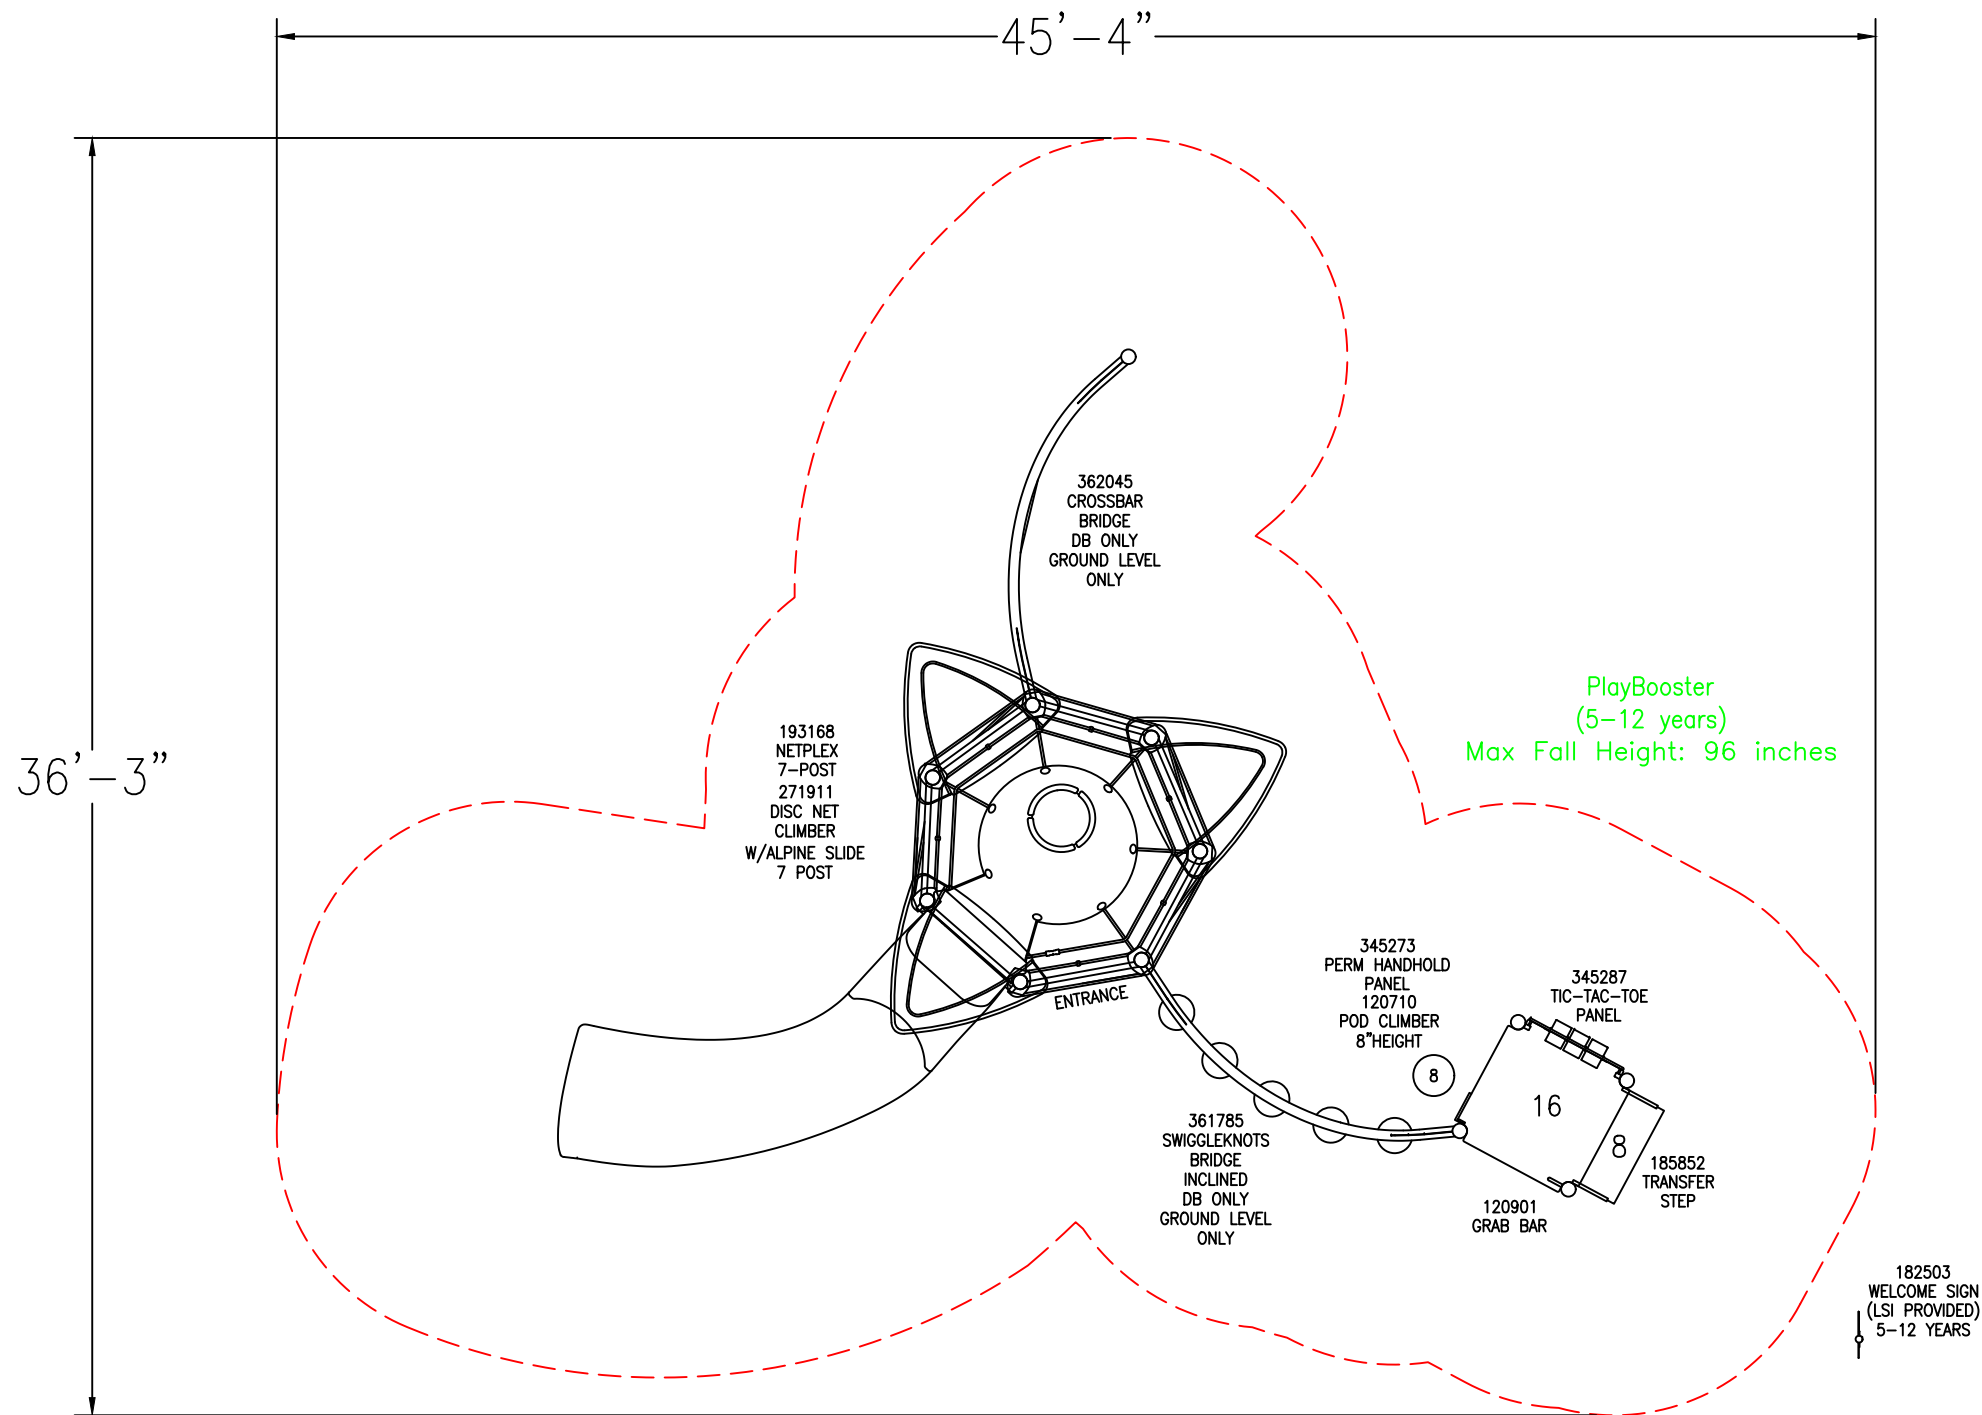 45'-4"
36'-3"
362045
CROSSBAR
BRIDGE
DB ONLY
GROUND LEVEL
ONLY
PlayBooster
(5-12 years)
Max Fall Height: 96 inches
193168
NETPLEX
7-POST
271911
DISC NET
CLIMBER
W/ALPINE SLIDE
7 POST
ENTRANCE
345273
PERM HANDHOLD
PANEL
120710
POD CLIMBER
8"HEIGHT
8
345287
TIC-TAC-TOE
PANEL
16
8
361785
SWIGGLEKNOTS
BRIDGE
INCLINED
DB ONLY
GROUND LEVEL
ONLY
185852
TRANSFER
STEP
120901
GRAB BAR
182503
WELCOME SIGN
(LSI PROVIDED)
5-12 YEARS